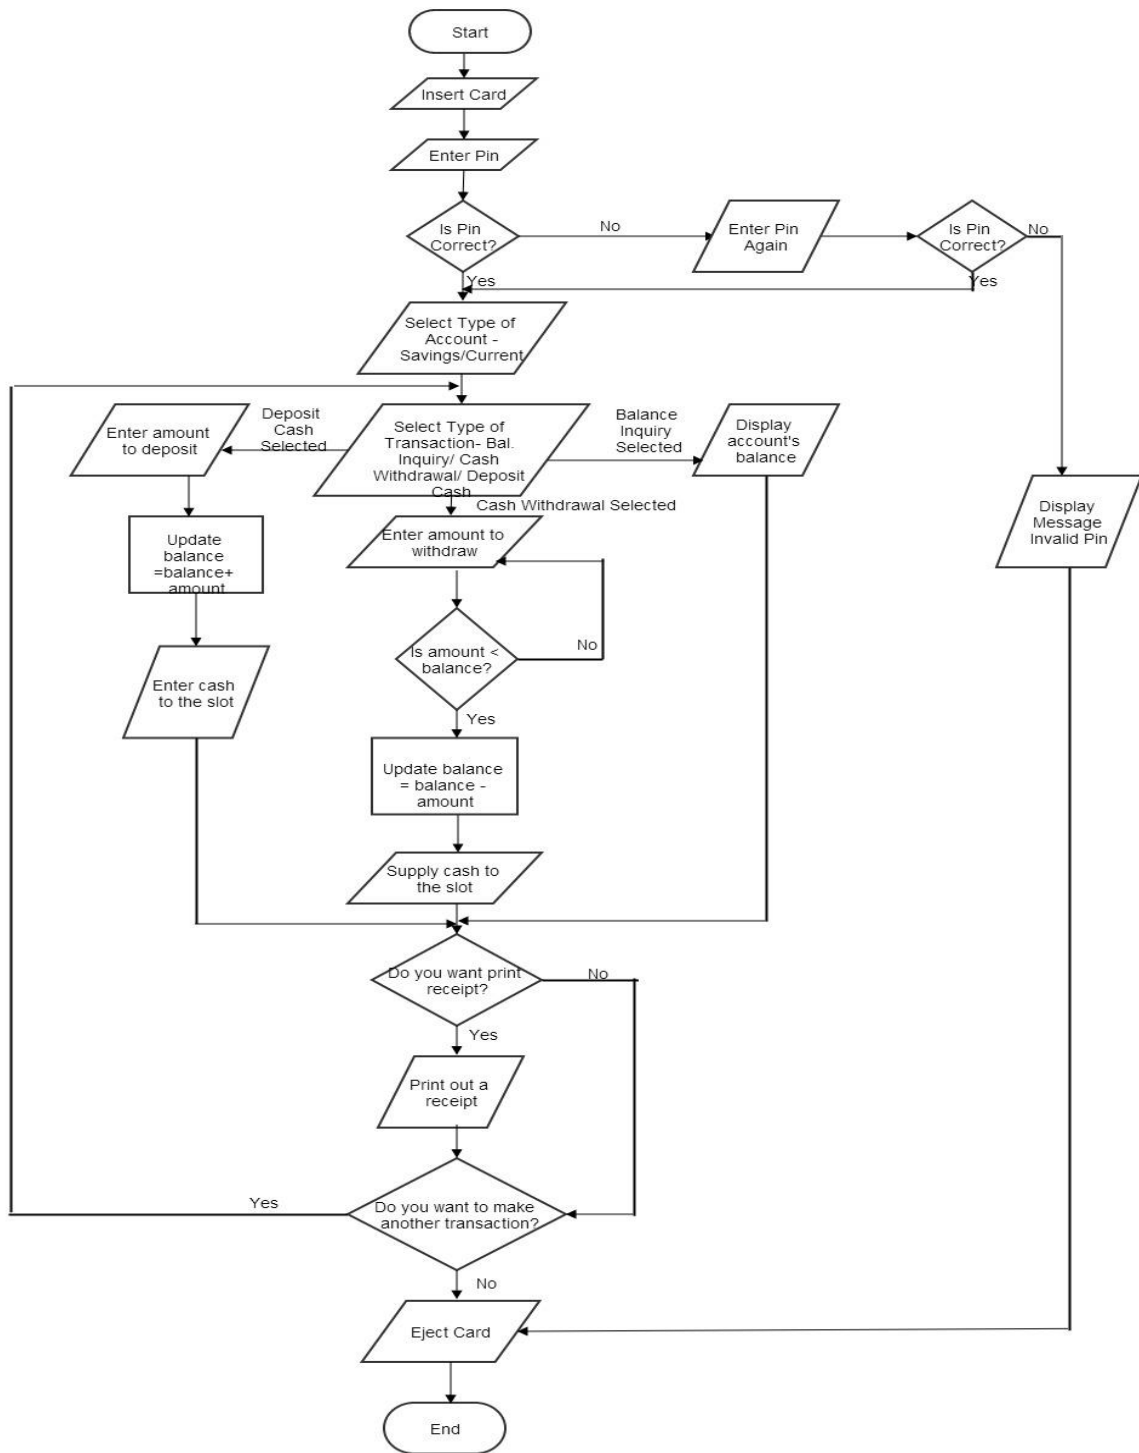 Start
Insert Card
Enter Pin
Is Pin
Correct?
No
Enter Pin
Again
Is Pin
Correct?
No
Yes
Yes
Select Type of
Account -
Savings/Current
Enter amount
to deposit
Deposit
Cash
Selected
Select Type of
Transaction- Bal.
Inquiry/ Cash
Withdrawal/ Deposit
Cash
Balance
Inquiry
Selected
Display
account's
balance
Cash Withdrawal Selected
Display
Message
Invalid Pin
Update
balance
=balance+
amount
Enter amount to
withdraw
Enter cash
to the slot
Is amount <
balance?
No
Yes
Update balance
= balance -
amount
Supply cash to
the slot
Do you want print
receipt?
No
Yes
Print out a
receipt
Yes
Do you want to make
another transaction?
No
Eject Card
End